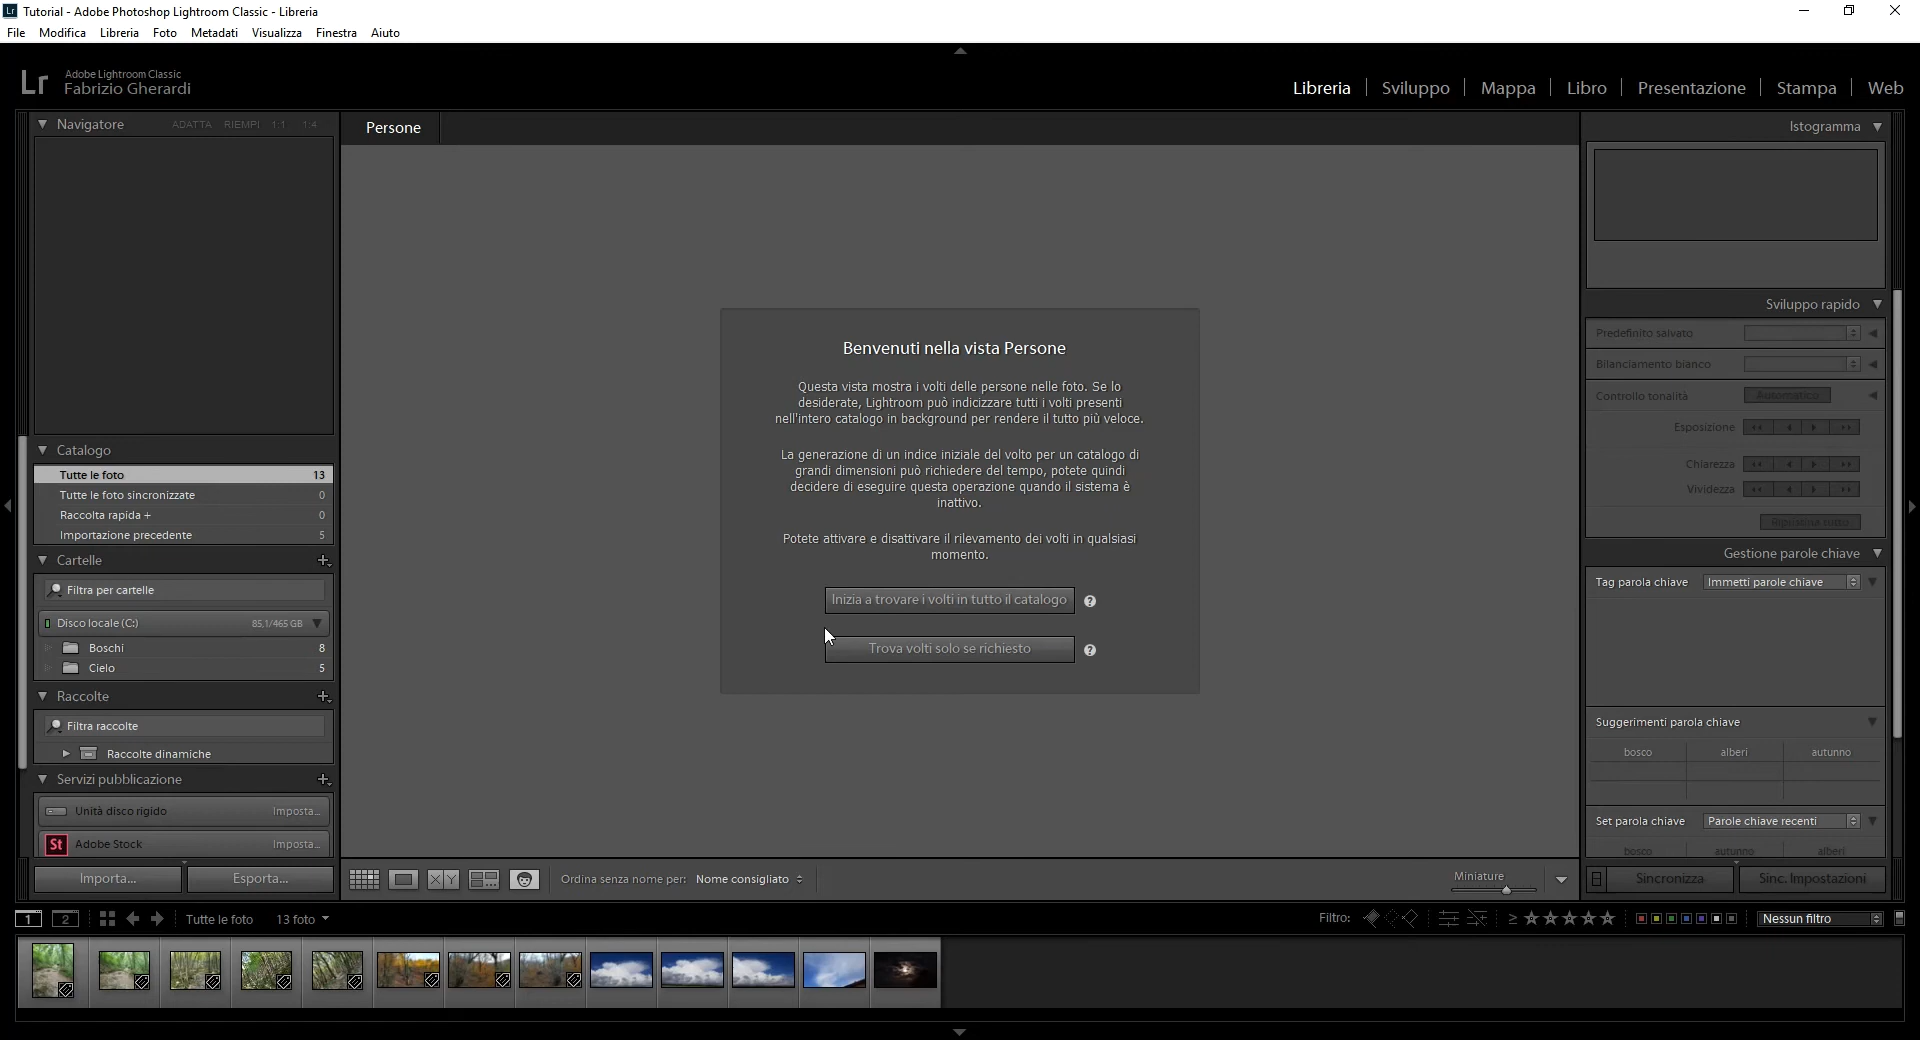 Tutorial - Adobe Photoshop Lightroom Classic - Libreria
File Modifica Libreria Foto Metadati Visualizza Finestra Aiuto
Lr
Adobe Lightroom Classic
Fabrizio Gherardi
Libreria Sviluppo Mappa Libro Presentazione Stampa Web
Navigatore ADATTA RIEMPI 1:1 1:4
Persone
Istogramma
Benvenuti nella vista Persone
Questa vista mostra i volti delle persone nelle foto. Se lo
desiderate, Lightroom può indicizzare tutti i volti presenti
nell'intero catalogo in background per rendere il tutto più veloce.
La generazione di un indice iniziale del volto per un catalogo di
grandi dimensioni può richiedere del tempo, potete quindi
decidere di eseguire questa operazione quando il sistema è
inattivo.
Potete attivare e disattivare il rilevamento dei volti in qualsiasi
momento.
Inizia a trovare i volti in tutto il catalogo ?
Trova volti solo se richiesto ?
Catalogo
Tutte le foto 13
Tutte le foto sincronizzate 0
Raccolta rapida + 0
Importazione precedente 5
Cartelle
Filtra per cartelle
Disco locale (C:) 85,1/465 GB
Boschi 8
Cielo 5
Raccolte
Filtra raccolte
Raccolte dinamiche
Servizi pubblicazione
Unità disco rigido Imposta...
St Adobe Stock Imposta...
Importa... Esporta...
Sviluppo rapido
Predefinito salvato
Bilanciamento bianco
Controllo tonalità Automatico
Esposizione
Chiarezza
Vividezza
Ripristina tutto
Gestione parole chiave
Tag parola chiave Immetti parole chiave
Suggerimenti parola chiave
bosco alberi autunno
Set parola chiave Parole chiave recenti
bosco autunno alberi
Sincronizza Sinc. Impostazioni
XY
Ordina senza nome per: Nome consigliato
Miniature
1 2 Tutte le foto 13 foto
Filtro: ≥ Nessun filtro